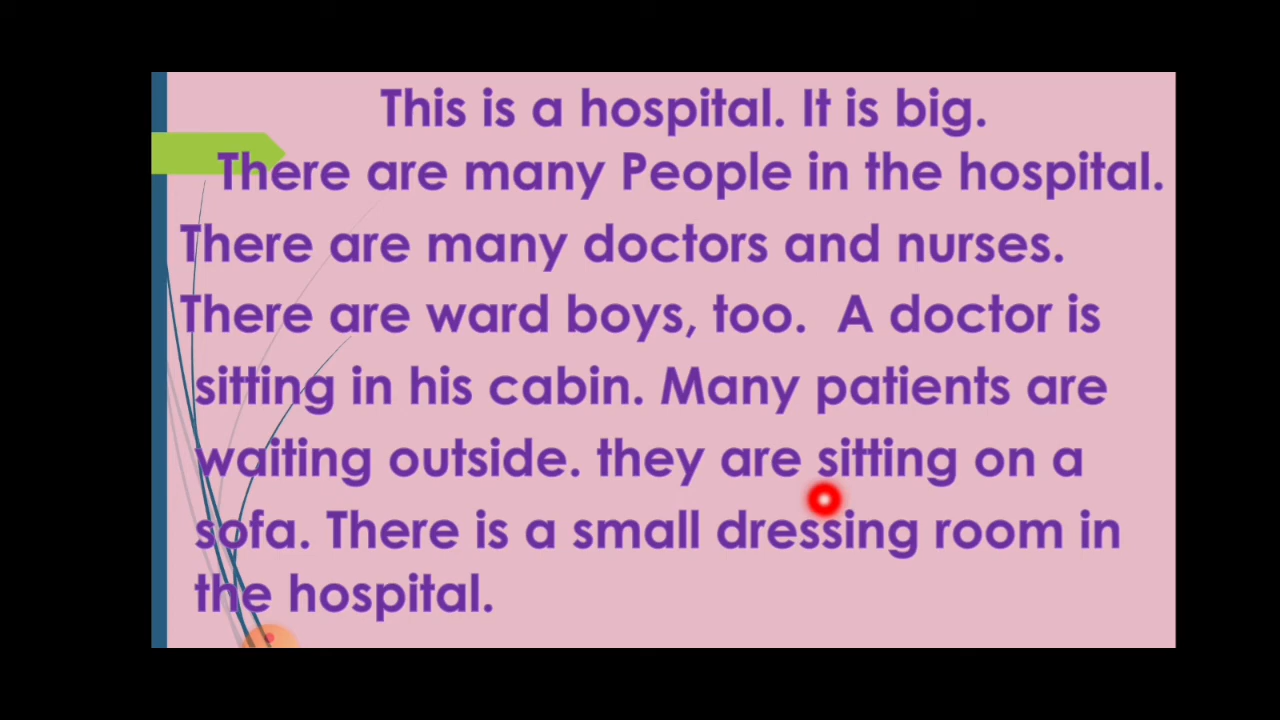 This is a hospital. It is big.
There are many People in the hospital.
There are many doctors and nurses.
There are ward boys, too.  A doctor is
sitting in his cabin. Many patients are
waiting outside. they are sitting on a
sofa. There is a small dressing room in
the hospital.